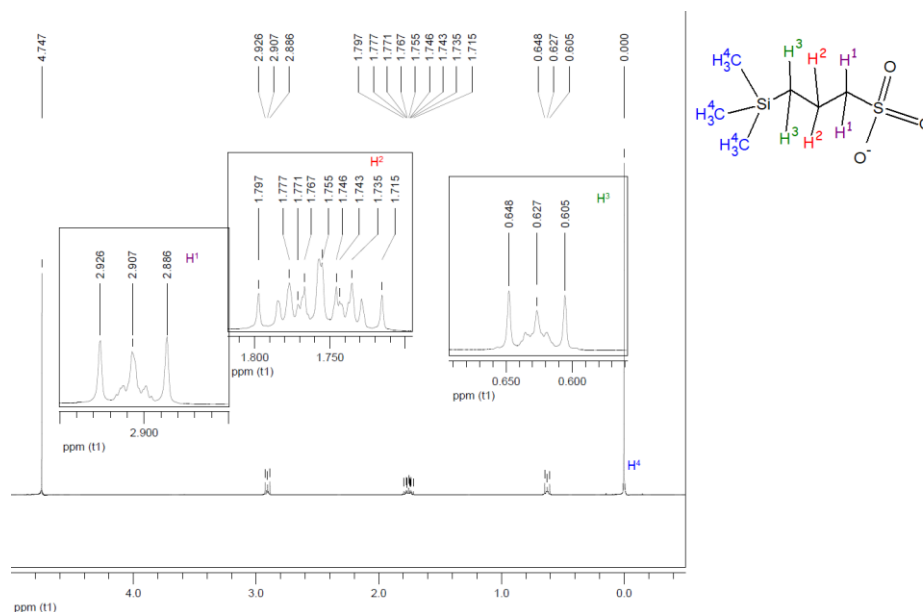 4.747
2.926
2.907
2.886
1.797
1.777
1.771
1.767
1.755
1.746
1.743
1.735
1.715
0.648
0.627
0.605
0.000
H4
H3C
H3
H2
H1
O
H4
H3C
Si
S
O
H4
H3C
H3
H2
H1
O-
H2
1.797
1.777
1.771
1.767
1.755
1.746
1.743
1.735
1.715
1.800
1.750
ppm (t1)
H3
0.648
0.627
0.605
0.650
0.600
ppm (t1)
H1
2.926
2.907
2.886
2.900
ppm (t1)
H4
4.0
3.0
2.0
1.0
0.0
ppm (t1)